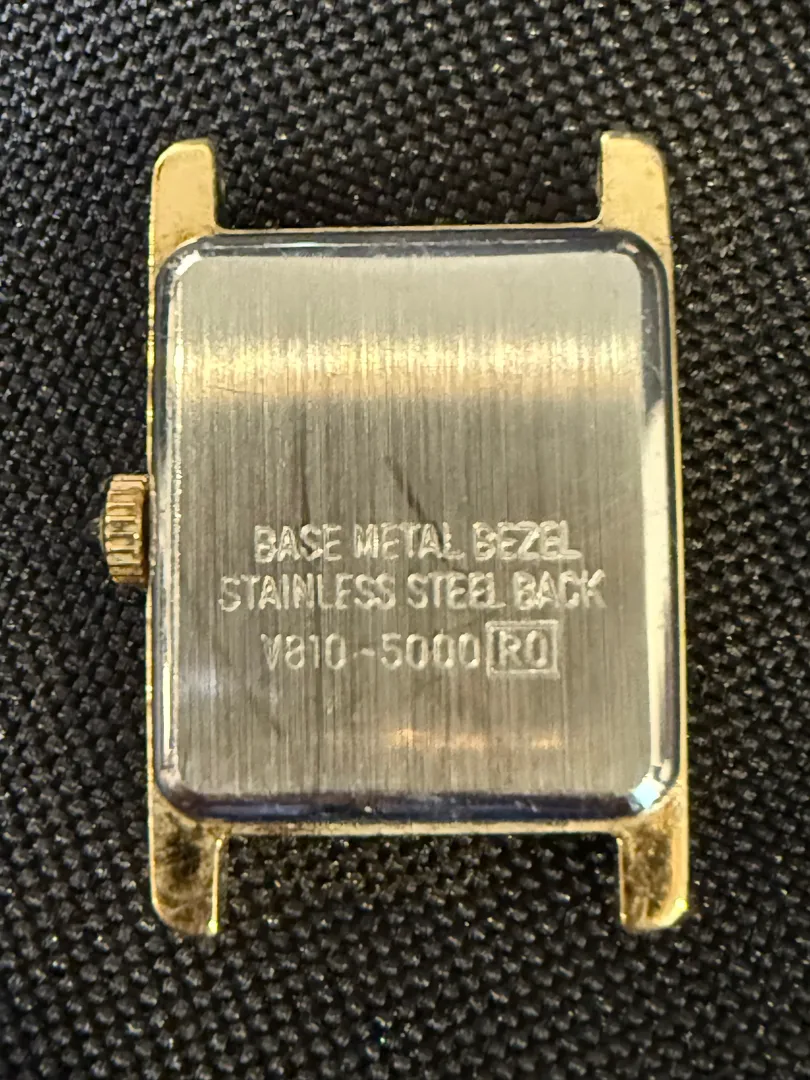 BASE METAL BEZEL
STAINLESS STEEL BACK
V810-5000 R0